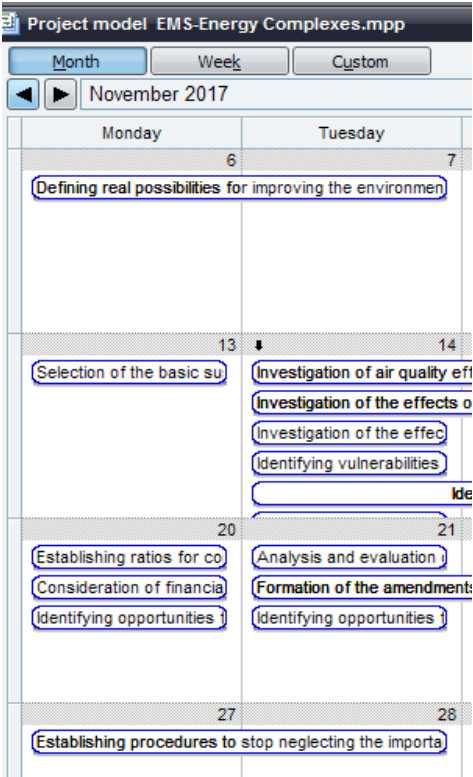 Project model EMS-Energy Complexes.mpp
Month Week Custom
November 2017
Monday Tuesday
6 7
Defining real possibilities for improving the environmen
13 14
Selection of the basic su
Investigation of air quality eff
Investigation of the effects o
Investigation of the effec
Identifying vulnerabilities
Ide
20 21
Establishing ratios for co
Analysis and evaluation
Consideration of financia
Formation of the amendments
Identifying opportunities
Identifying opportunities
27 28
Establishing procedures to stop neglecting the importa